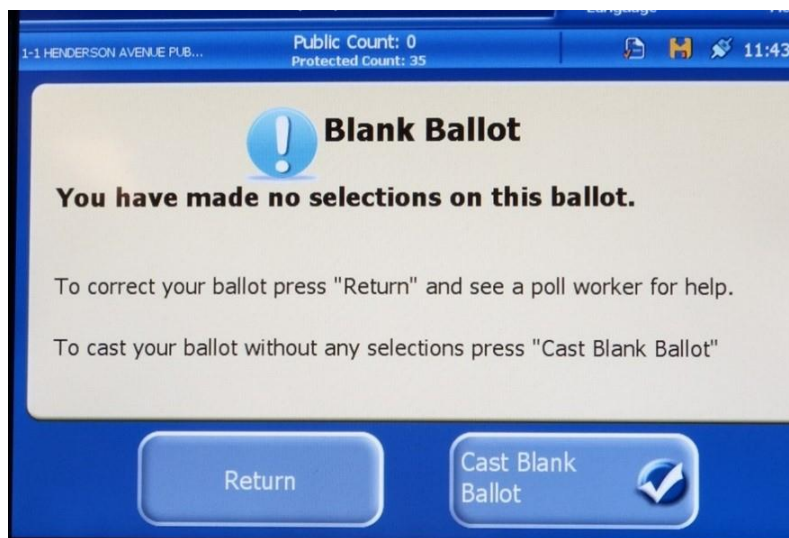 1-1 HENDERSON AVENUE PUB...
Public Count: 0
Protected Count: 35
11:43
Blank Ballot
You have made no selections on this ballot.
To correct your ballot press "Return" and see a poll worker for help.
To cast your ballot without any selections press "Cast Blank Ballot"
Return
Cast Blank
Ballot